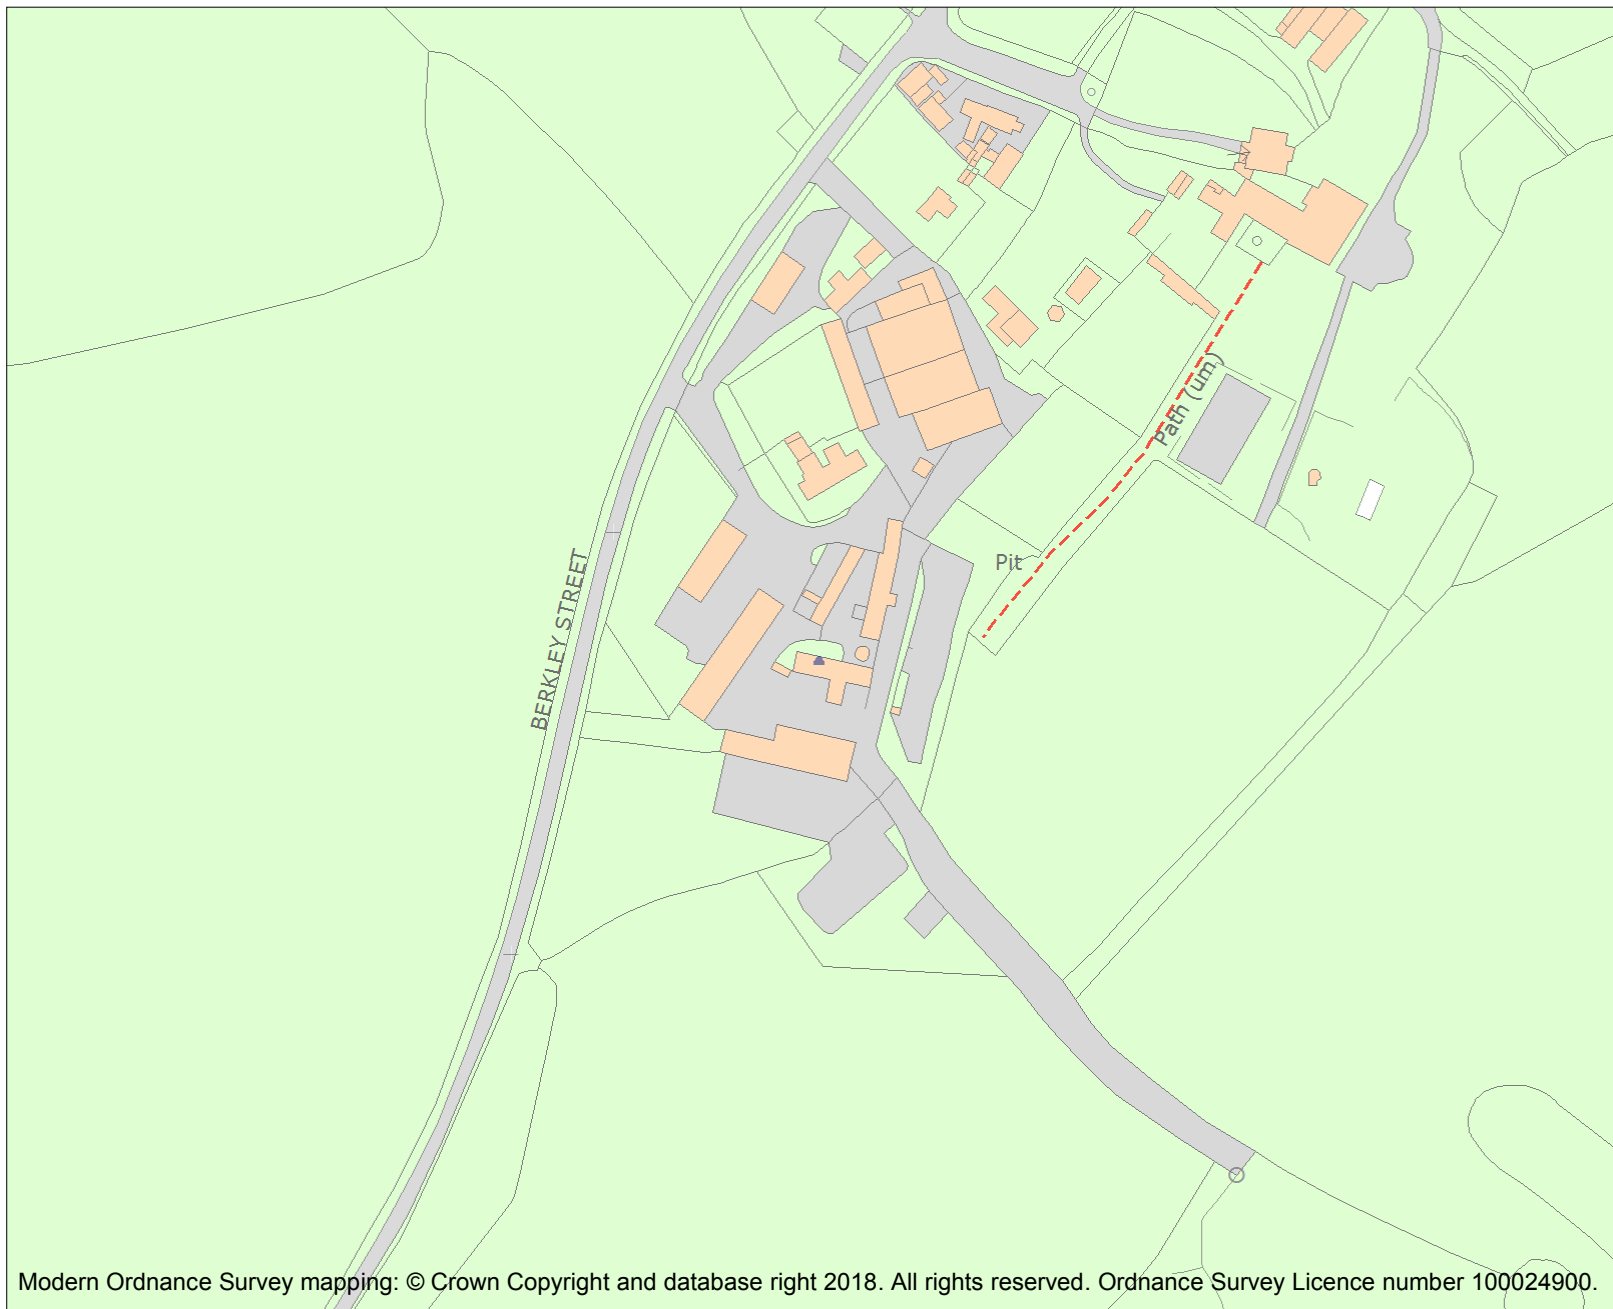 Path (um)
Pit
BERKLEY STREET
Modern Ordnance Survey mapping: © Crown Copyright and database right 2018. All rights reserved. Ordnance Survey Licence number 100024900.